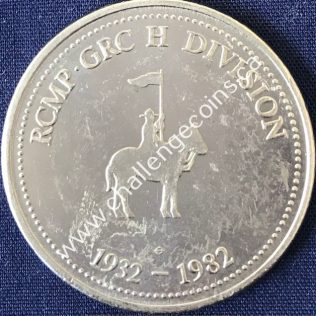 RCMP · GRC H DIVISION
1932 – 1982
www.challengecoins.ca